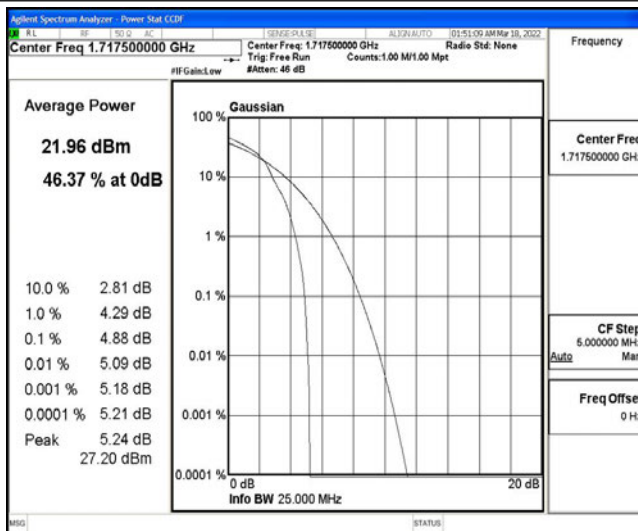 Agilent Spectrum Analyzer - Power Stat CCDF
RL RF 50 Ω AC SENSE:PULSE ALIGN AUTO 01:51:09 AM Mar 18, 2022
Center Freq 1.717500000 GHz
Center Freq: 1.717500000 GHz Radio Std: None
Trig: Free Run Counts:1.00 M/1.00 Mpt
#IFGain:Low #Atten: 46 dB
Frequency
Average Power
21.96 dBm
46.37 % at 0dB
10.0 % 2.81 dB
1.0 % 4.29 dB
0.1 % 4.88 dB
0.01 % 5.09 dB
0.001 % 5.18 dB
0.0001 % 5.21 dB
Peak 5.24 dB
27.20 dBm
Gaussian
100 %
10 %
1 %
0.1 %
0.01 %
0.001 %
0.0001 %
0 dB 20 dB
Info BW 25.000 MHz
Center Freq
1.717500000 GHz
CF Step
5.000000 MHz
Auto Man
Freq Offset
0 Hz
MSG STATUS